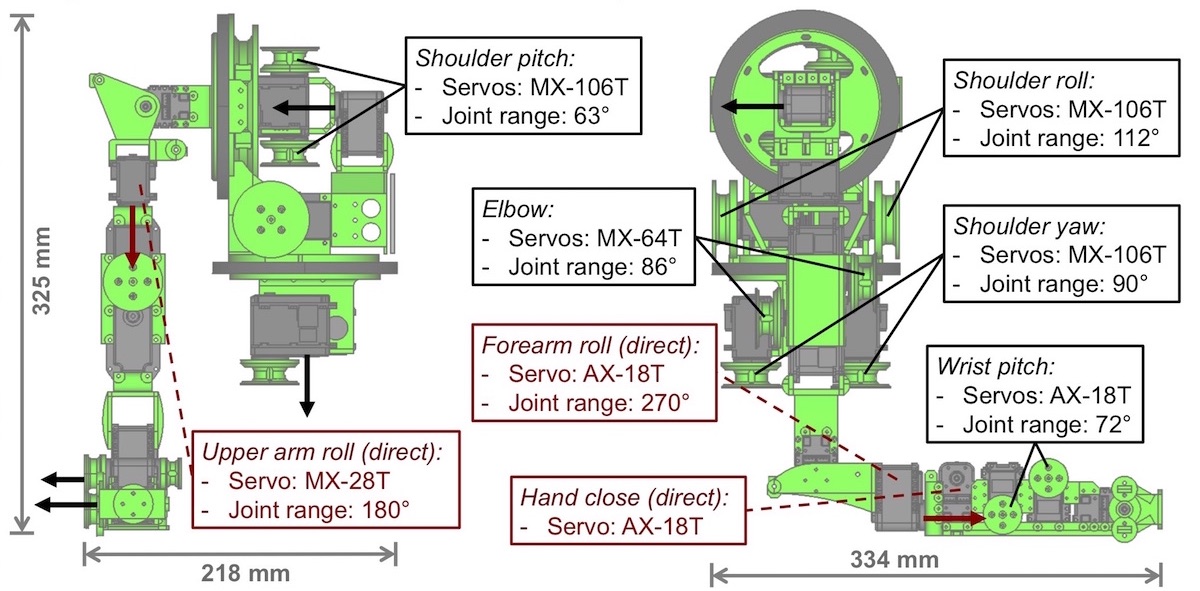 325 mm
218 mm
Shoulder pitch:
- Servos: MX-106T
- Joint range: 63°
Upper arm roll (direct):
- Servo: MX-28T
- Joint range: 180°
Shoulder roll:
- Servos: MX-106T
- Joint range: 112°
Elbow:
- Servos: MX-64T
- Joint range: 86°
Shoulder yaw:
- Servos: MX-106T
- Joint range: 90°
Forearm roll (direct):
- Servo: AX-18T
- Joint range: 270°
Wrist pitch:
- Servos: AX-18T
- Joint range: 72°
Hand close (direct):
- Servo: AX-18T
334 mm